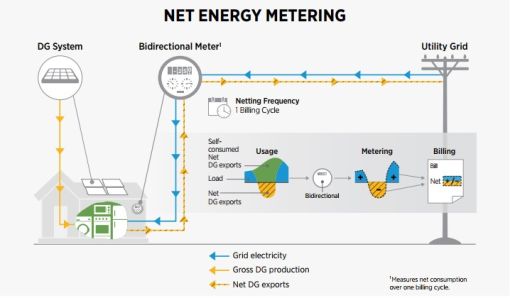 NET ENERGY METERING
DG System
Bidirectional Meter¹
Utility Grid
Netting Frequency
1 Billing Cycle
Self-
consumed
Net
DG exports
Load
Net
DG exports
Usage
Bidirectional
Metering
Billing
Bill
Net
Grid electricity
Gross DG production
Net DG exports
¹Measures net consumption
over one billing cycle.